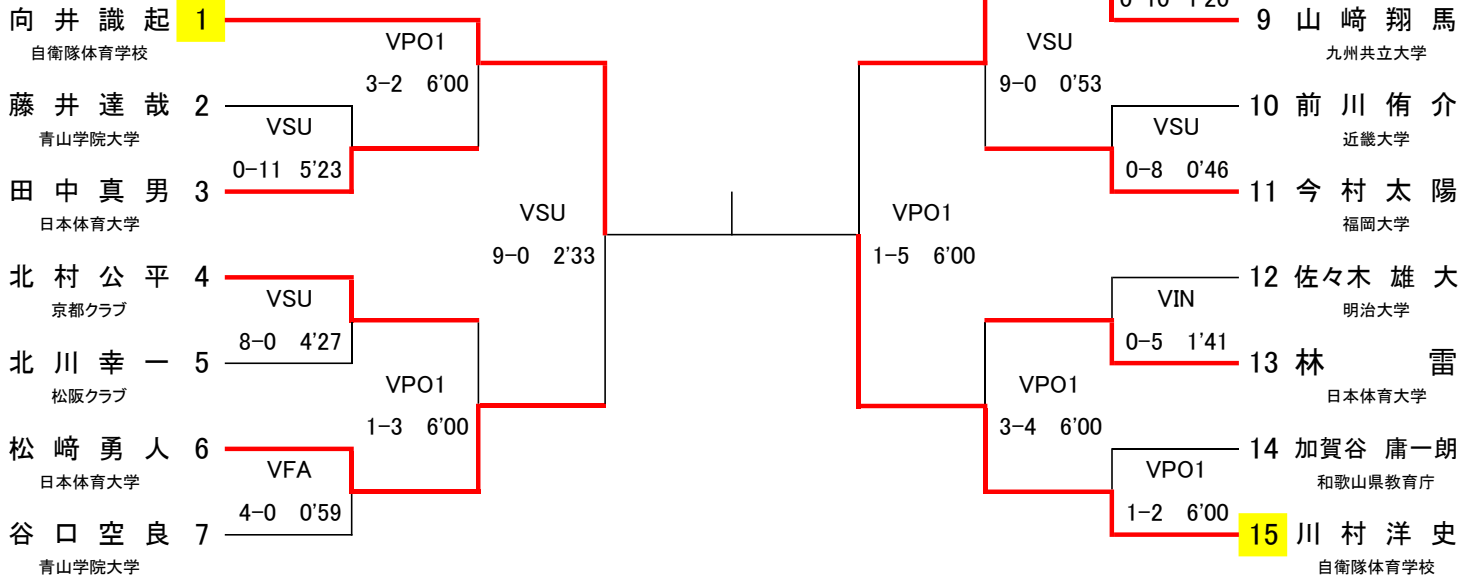 向井識起 1
自衛隊体育学校
藤井達哉 2
青山学院大学
田中真男 3
日本体育大学
北村公平 4
京都クラブ
北川幸一 5
松阪クラブ
松﨑勇人 6
日本体育大学
谷口空良 7
青山学院大学
VPO1
3-2 6'00
VSU
0-11 5'23
VSU
9-0 2'33
VSU
8-0 4'27
VPO1
1-3 6'00
VFA
4-0 0'59
9 山﨑翔馬
九州共立大学
VSU
9-0 0'53
10 前川侑介
近畿大学
VSU
0-8 0'46
11 今村太陽
福岡大学
VPO1
1-5 6'00
12 佐々木 雄大
明治大学
VIN
0-5 1'41
13 林 雷
日本体育大学
VPO1
3-4 6'00
14 加賀谷 庸一朗
和歌山県教育庁
VPO1
1-2 6'00
15 川村洋史
自衛隊体育学校